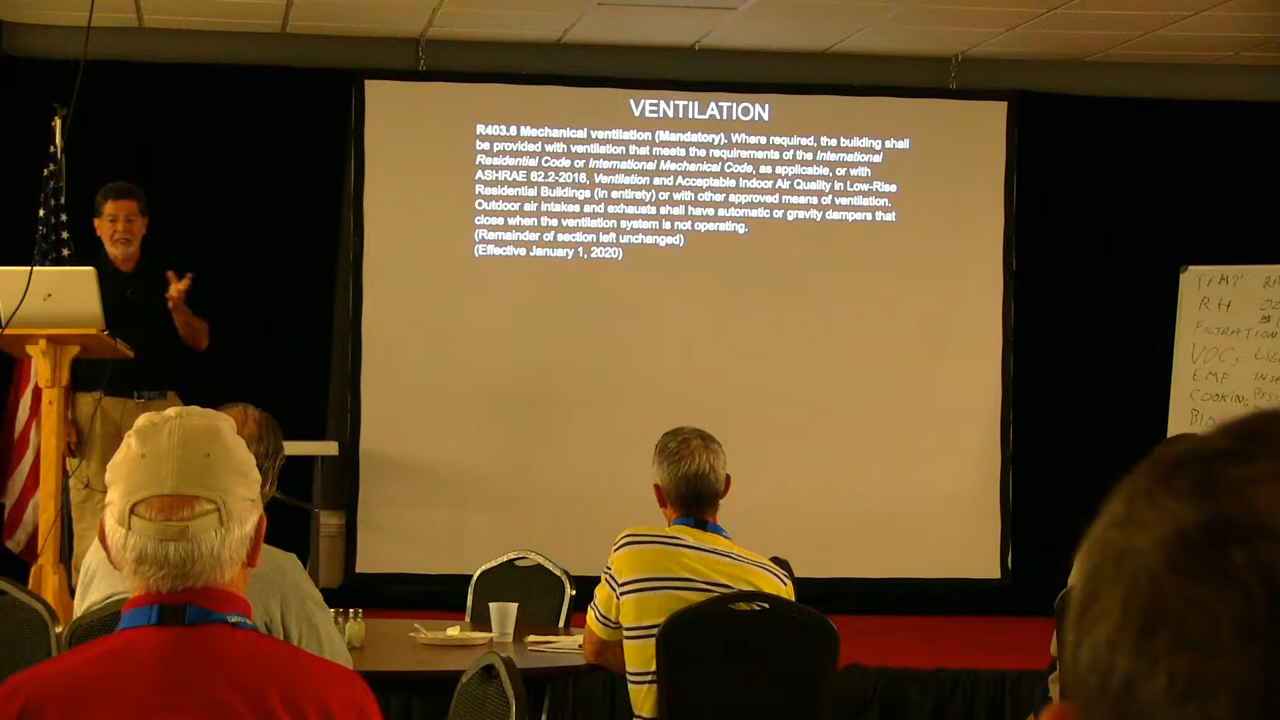 VENTILATION
R403.6 Mechanical ventilation (Mandatory). Where required, the building shall
be provided with ventilation that meets the requirements of the International
Residential Code or International Mechanical Code, as applicable, or with
ASHRAE 62.2-2016, Ventilation and Acceptable Indoor Air Quality in Low-Rise
Residential Buildings (in entirety) or with other approved means of ventilation.
Outdoor air intakes and exhausts shall have automatic or gravity dampers that
close when the ventilation system is not operating.
(Remainder of section left unchanged)
(Effective January 1, 2020)
TEMP
RH
FILTRATION
VOCs
EMF
COOKING
BIO